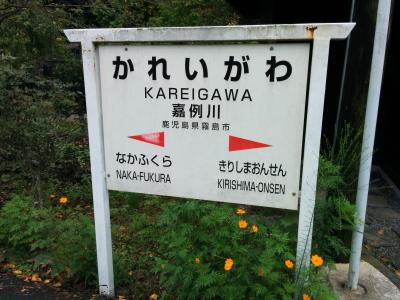 かれいがわ
KAREIGAWA
嘉例川
鹿児島県霧島市
なかふくら
NAKA-FUKURA
きりしまおんせん
KIRISHIMA-ONSEN